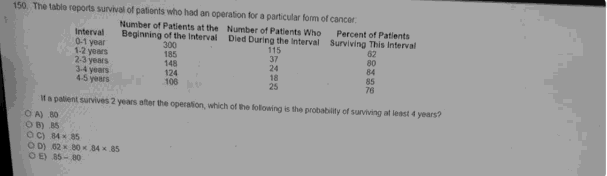 150. The table reports survival of patients who had an operation for a particular form of cancer:
Interval Number of Patients at the Beginning of the Interval Number of Patients Who Died During the Interval Percent of Patients Surviving This Interval
0-1 year 300 115 62
1-2 years 185 37 80
2-3 years 148 24 84
3-4 years 124 18 85
4-5 years 106 25 76
If a patient survives 2 years after the operation, which of the following is the probability of surviving at least 4 years?
A) .80
B) .85
C) .84 × .85
D) .62 × .80 × .84 × .85
E) .85 - .80